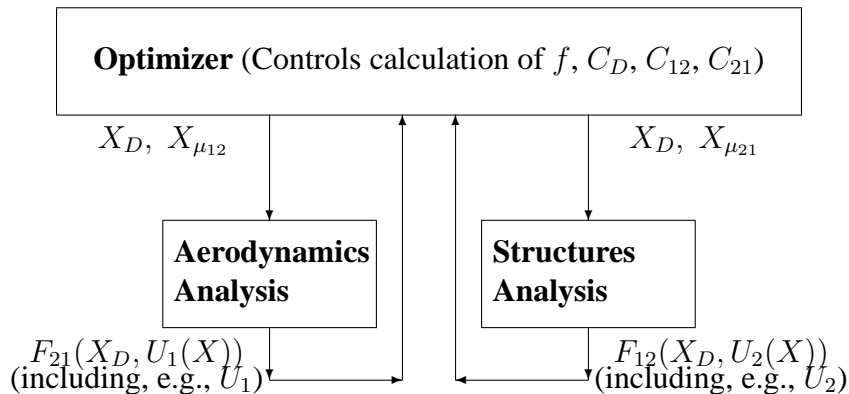 Optimizer (Controls calculation of f, C_D, C_12, C_21)
X_D, X_μ12
X_D, X_μ21
Aerodynamics
Analysis
Structures
Analysis
F_21(X_D, U_1(X))
(including, e.g., U_1)
F_12(X_D, U_2(X))
(including, e.g., U_2)